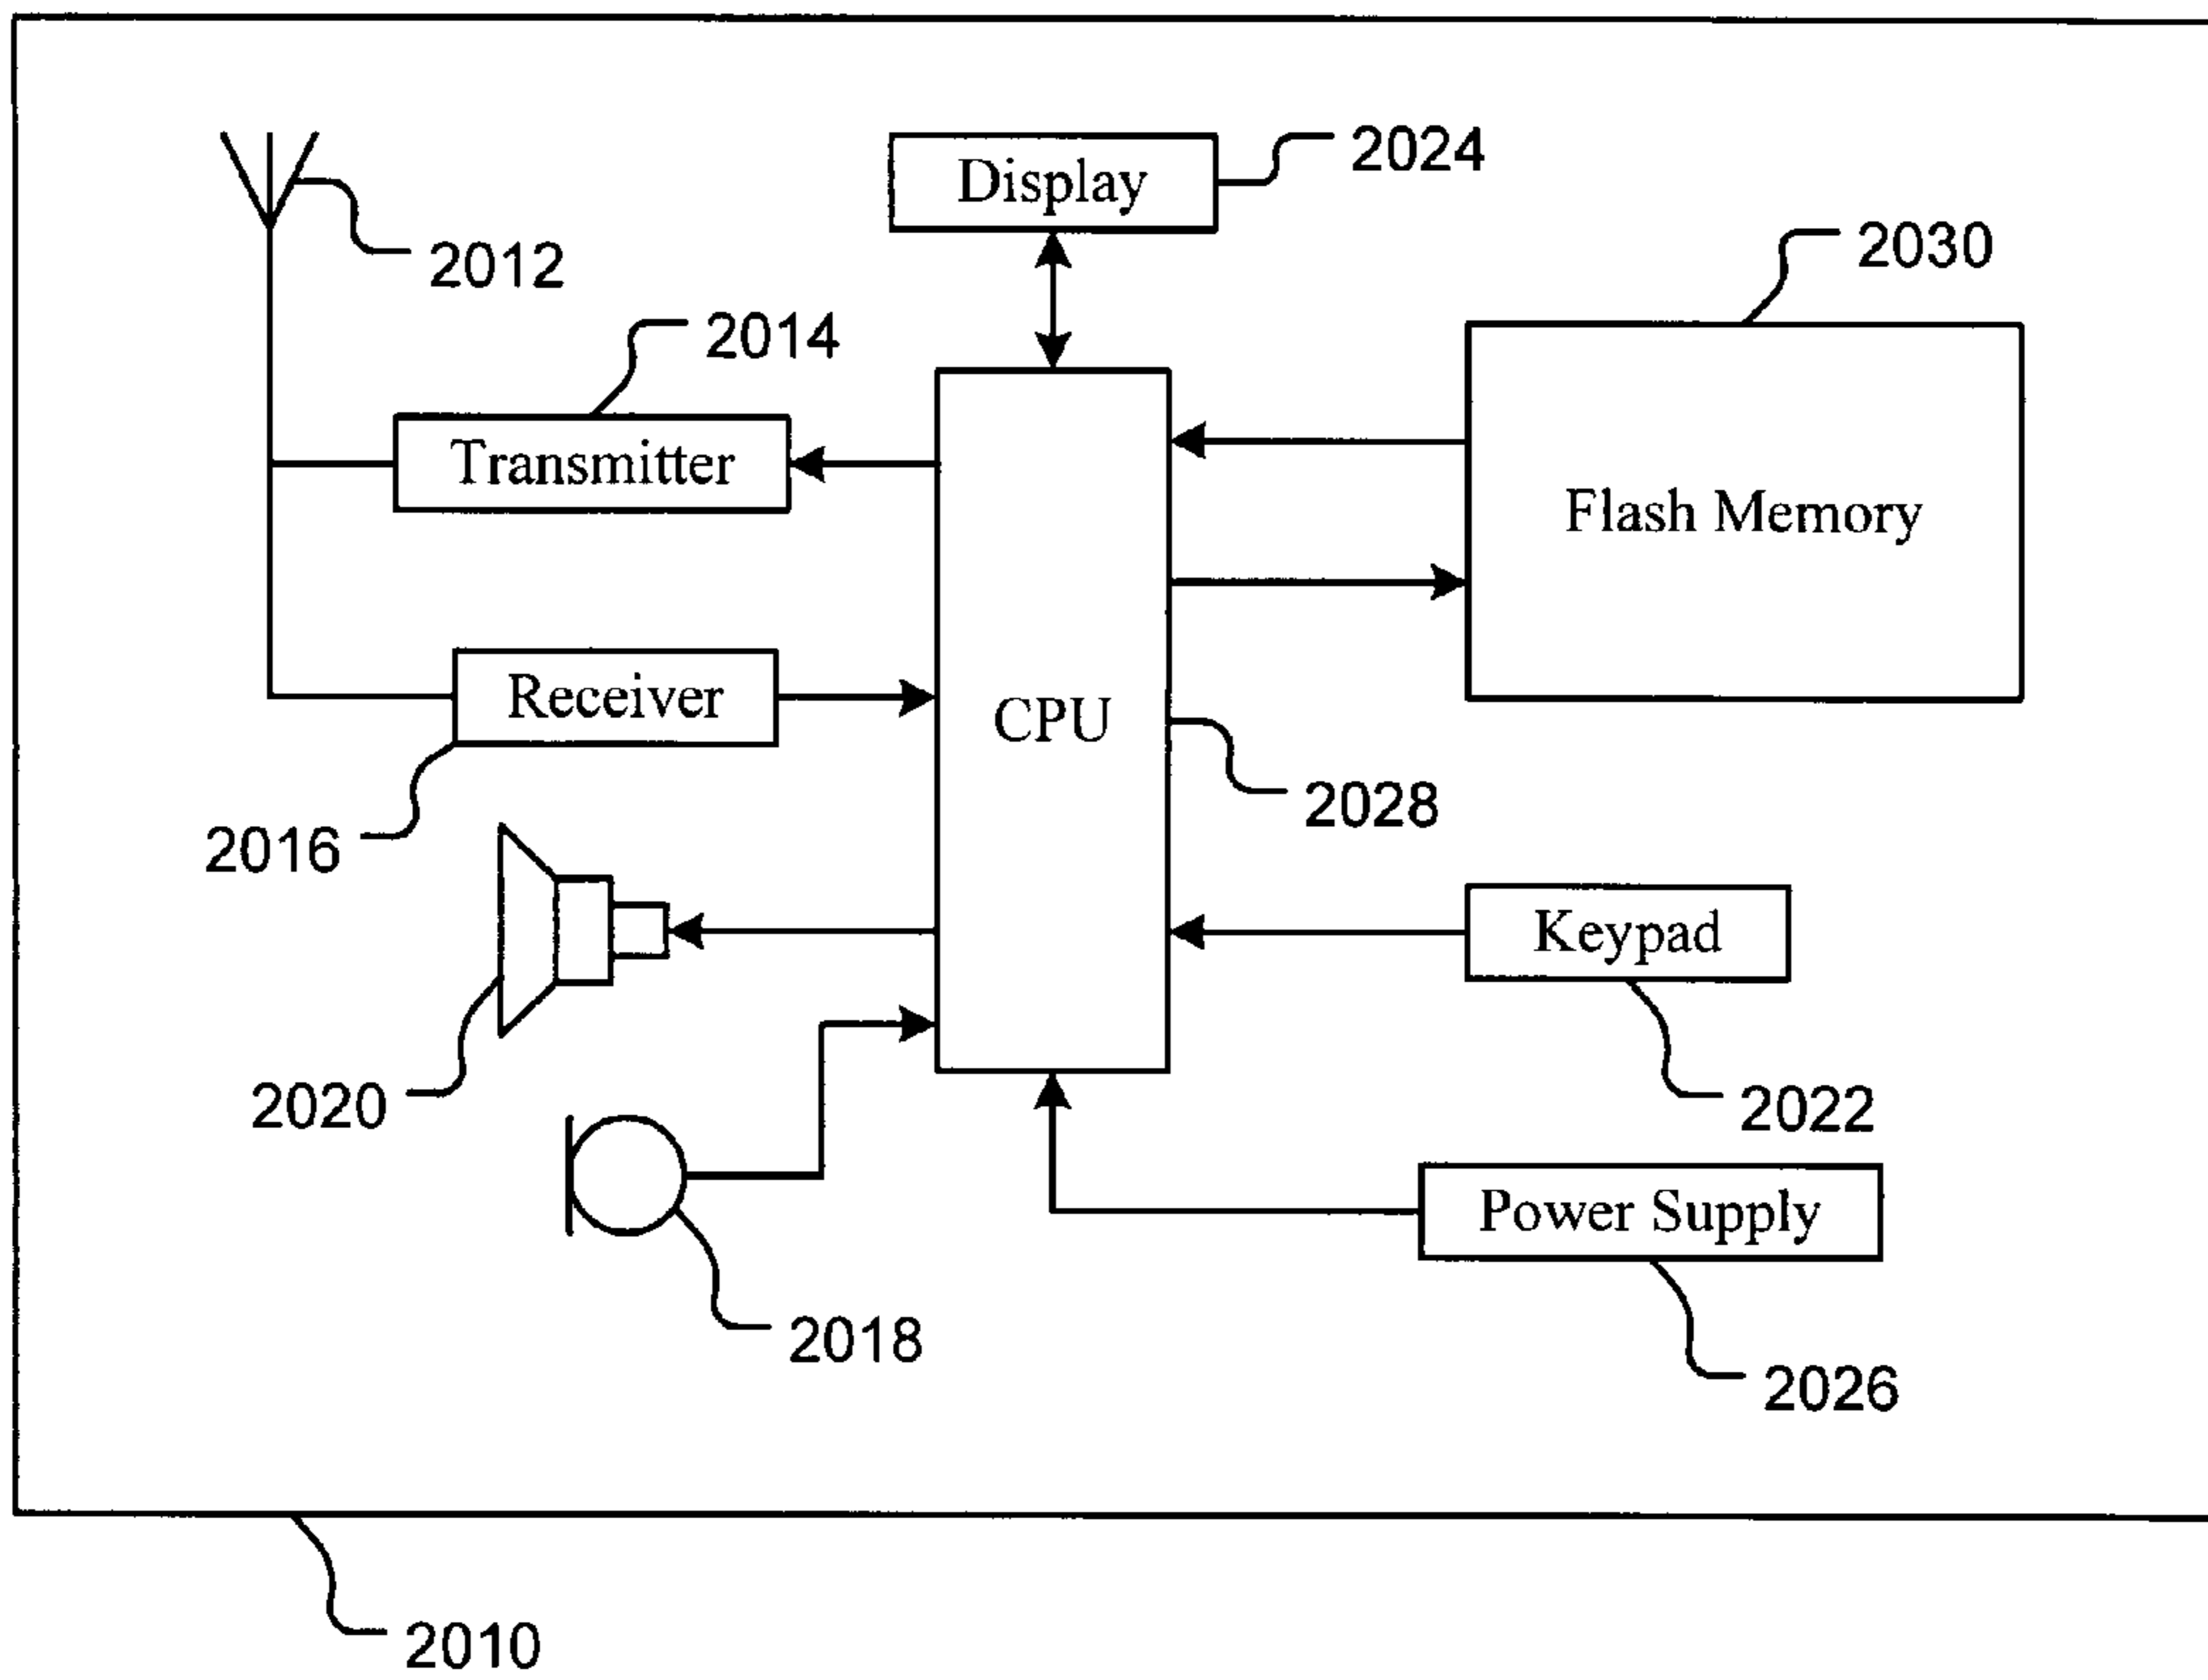 Display
2024
2012
2030
2014
Transmitter
Flash Memory
Receiver
CPU
2028
2016
Keypad
2020
2022
Power Supply
2018
2026
2010